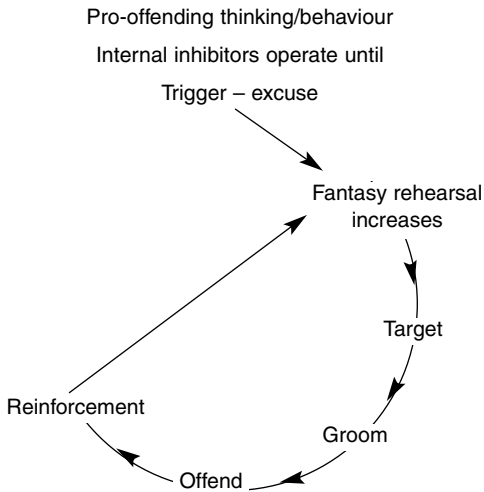 Pro-offending thinking/behaviour
Internal inhibitors operate until
Trigger – excuse
Fantasy rehearsal
increases
Target
Groom
Offend
Reinforcement